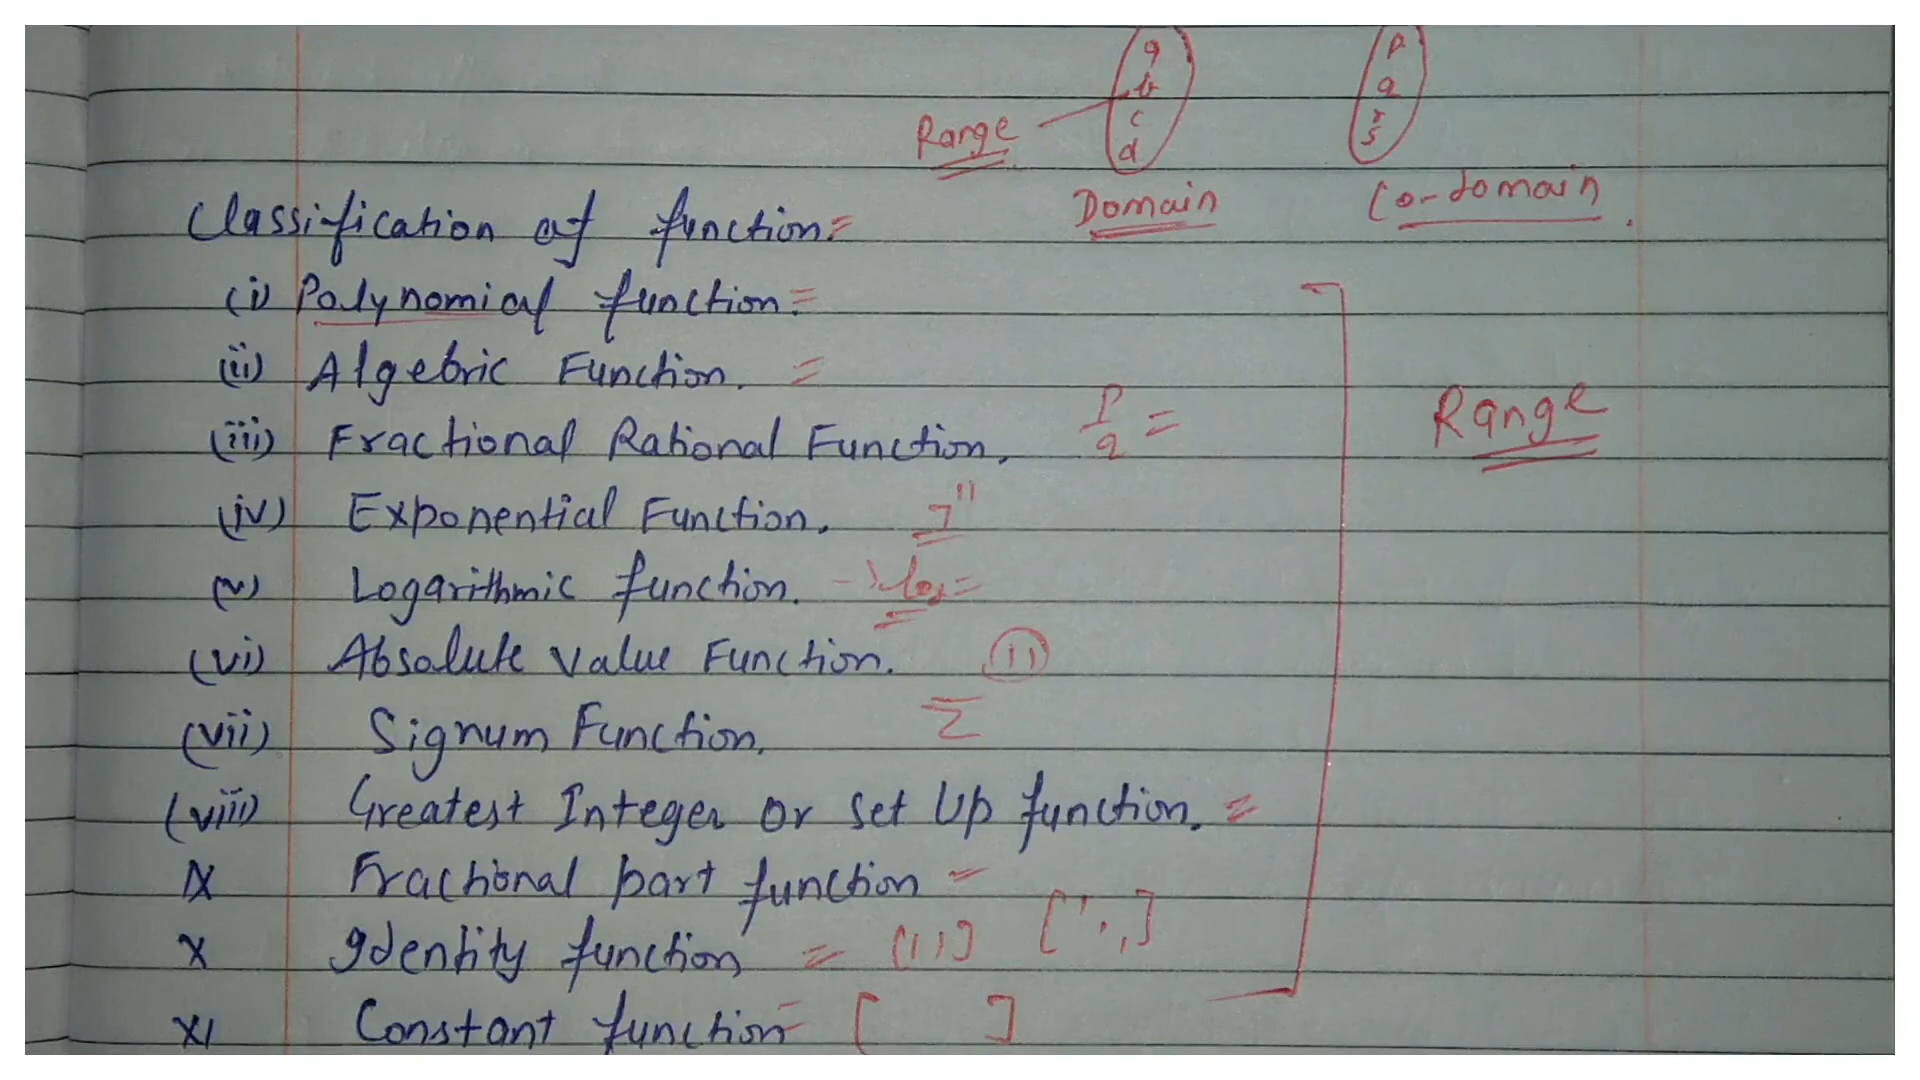 a p
b q
Range
c r
d s
Domain Co-domain.
Classification of function=
(i) Polynomial function=
(ii) Algebric Function. =
(iii) Fractional Rational Function. P/q =
(iv) Exponential Function.
(v) Logarithmic function. log=
(vi) Absolute Value Function. (11)
(vii) Signum Function. Σ
(viii) Greatest Integer or Set Up function. =
IX Fractional part function =
X Identity function =
XI Constant function = [ ]
Range